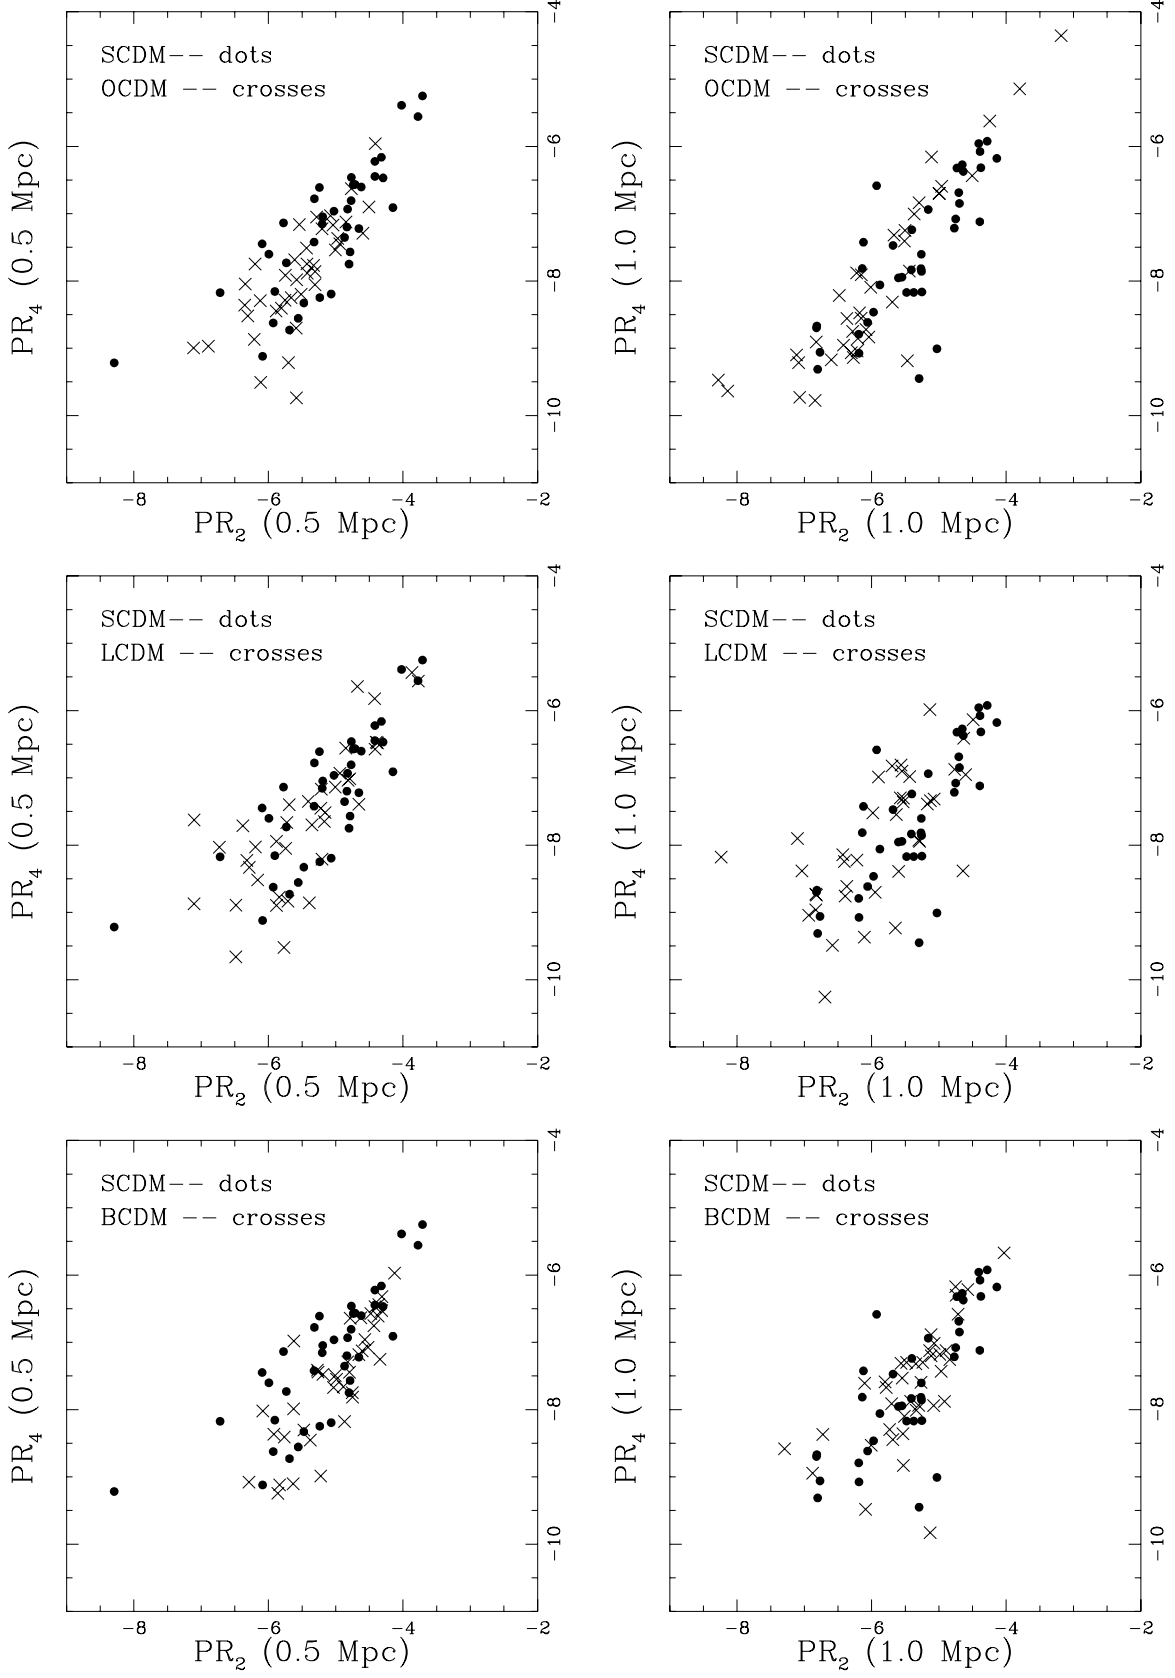 SCDM-- dots
OCDM -- crosses
PR4 (0.5 Mpc)
-4
-6
-8
-10
-8
-6
-4
-2
PR2 (0.5 Mpc)
SCDM-- dots
OCDM -- crosses
PR4 (1.0 Mpc)
-4
-6
-8
-10
-8
-6
-4
-2
PR2 (1.0 Mpc)
SCDM-- dots
LCDM -- crosses
PR4 (0.5 Mpc)
-4
-6
-8
-10
-8
-6
-4
-2
PR2 (0.5 Mpc)
SCDM-- dots
LCDM -- crosses
PR4 (1.0 Mpc)
-4
-6
-8
-10
-8
-6
-4
-2
PR2 (1.0 Mpc)
SCDM-- dots
BCDM -- crosses
PR4 (0.5 Mpc)
-4
-6
-8
-10
-8
-6
-4
-2
PR2 (0.5 Mpc)
SCDM-- dots
BCDM -- crosses
PR4 (1.0 Mpc)
-4
-6
-8
-10
-8
-6
-4
-2
PR2 (1.0 Mpc)